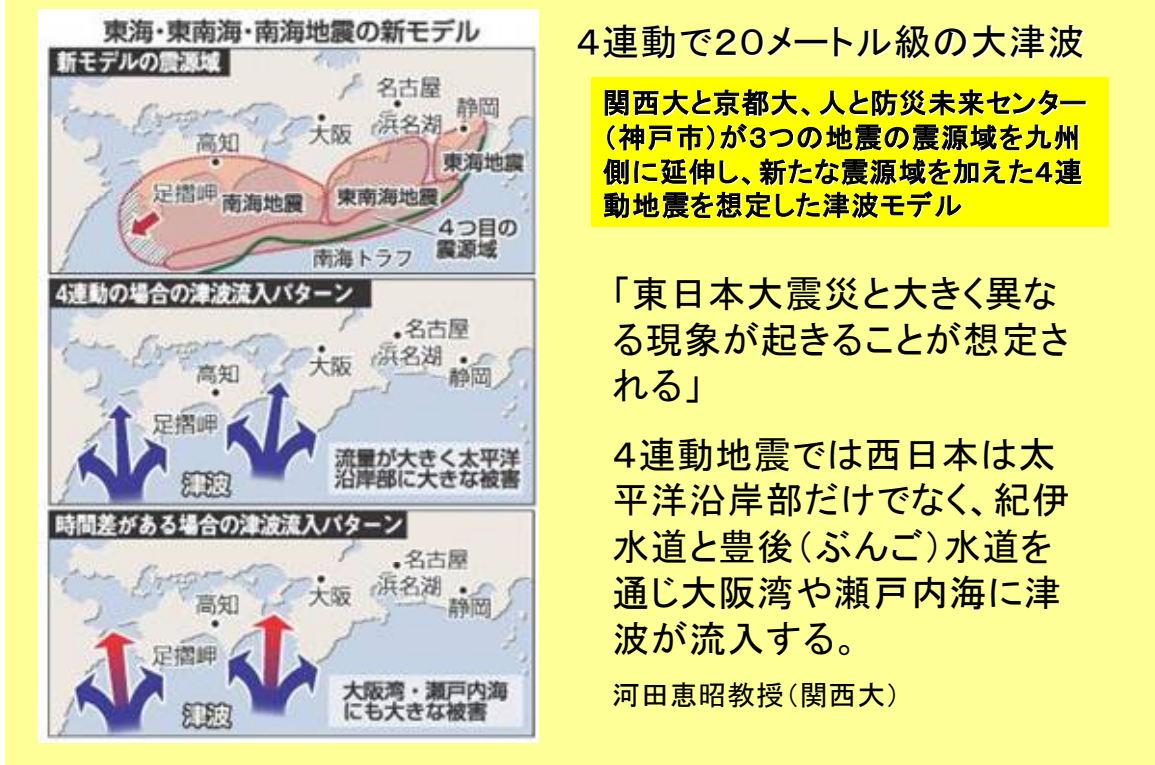 東海・東南海・南海地震の新モデル
新モデルの震源域
名古屋
静岡
大阪
浜名湖
高知
東海地震
足摺岬
南海地震
東南海地震
4つ目の
震源域
南海トラフ
4連動の場合の津波流入パターン
名古屋
大阪
浜名湖
静岡
高知
足摺岬
流量が大きく太平洋
沿岸部に大きな被害
津波
時間差がある場合の津波流入パターン
名古屋
大阪
浜名湖
静岡
高知
足摺岬
大阪湾・瀬戸内海
にも大きな被害
津波
4連動で20メートル級の大津波
関西大と京都大、人と防災未来センター
(神戸市)が3つの地震の震源域を九州
側に延伸し、新たな震源域を加えた4連
動地震を想定した津波モデル
「東日本大震災と大きく異な
る現象が起きることが想定さ
れる」
4連動地震では西日本は太
平洋沿岸部だけでなく、紀伊
水道と豊後(ぶんご)水道を
通じ大阪湾や瀬戸内海に津
波が流入する。
河田恵昭教授(関西大)